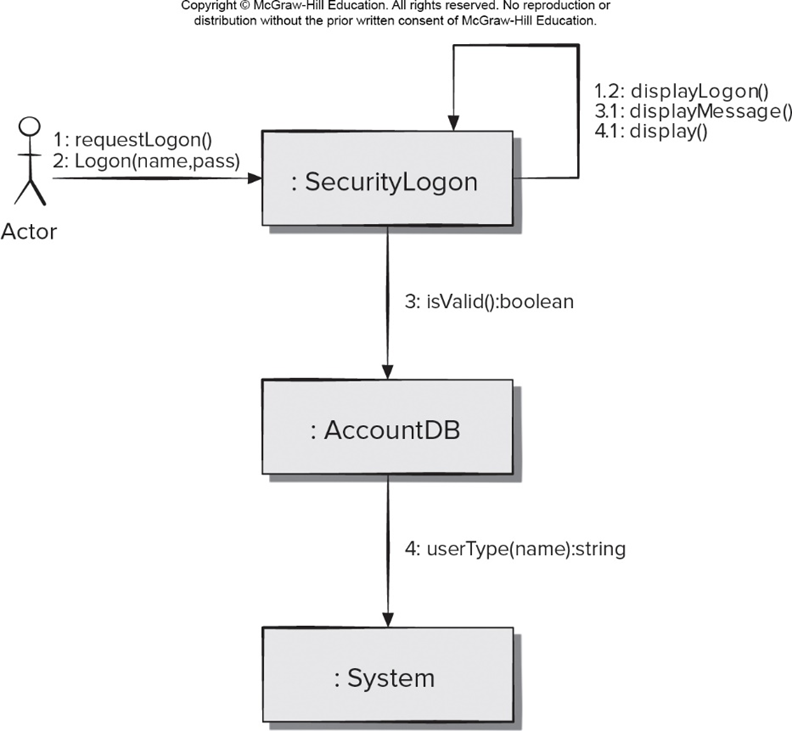 Copyright © McGraw-Hill Education. All rights reserved. No reproduction or
distribution without the prior written consent of McGraw-Hill Education.
1.2: displayLogon()
3.1: displayMessage()
4.1: display()
1: requestLogon()
2: Logon(name,pass)
: SecurityLogon
Actor
3: isValid():boolean
: AccountDB
4: userType(name):string
: System